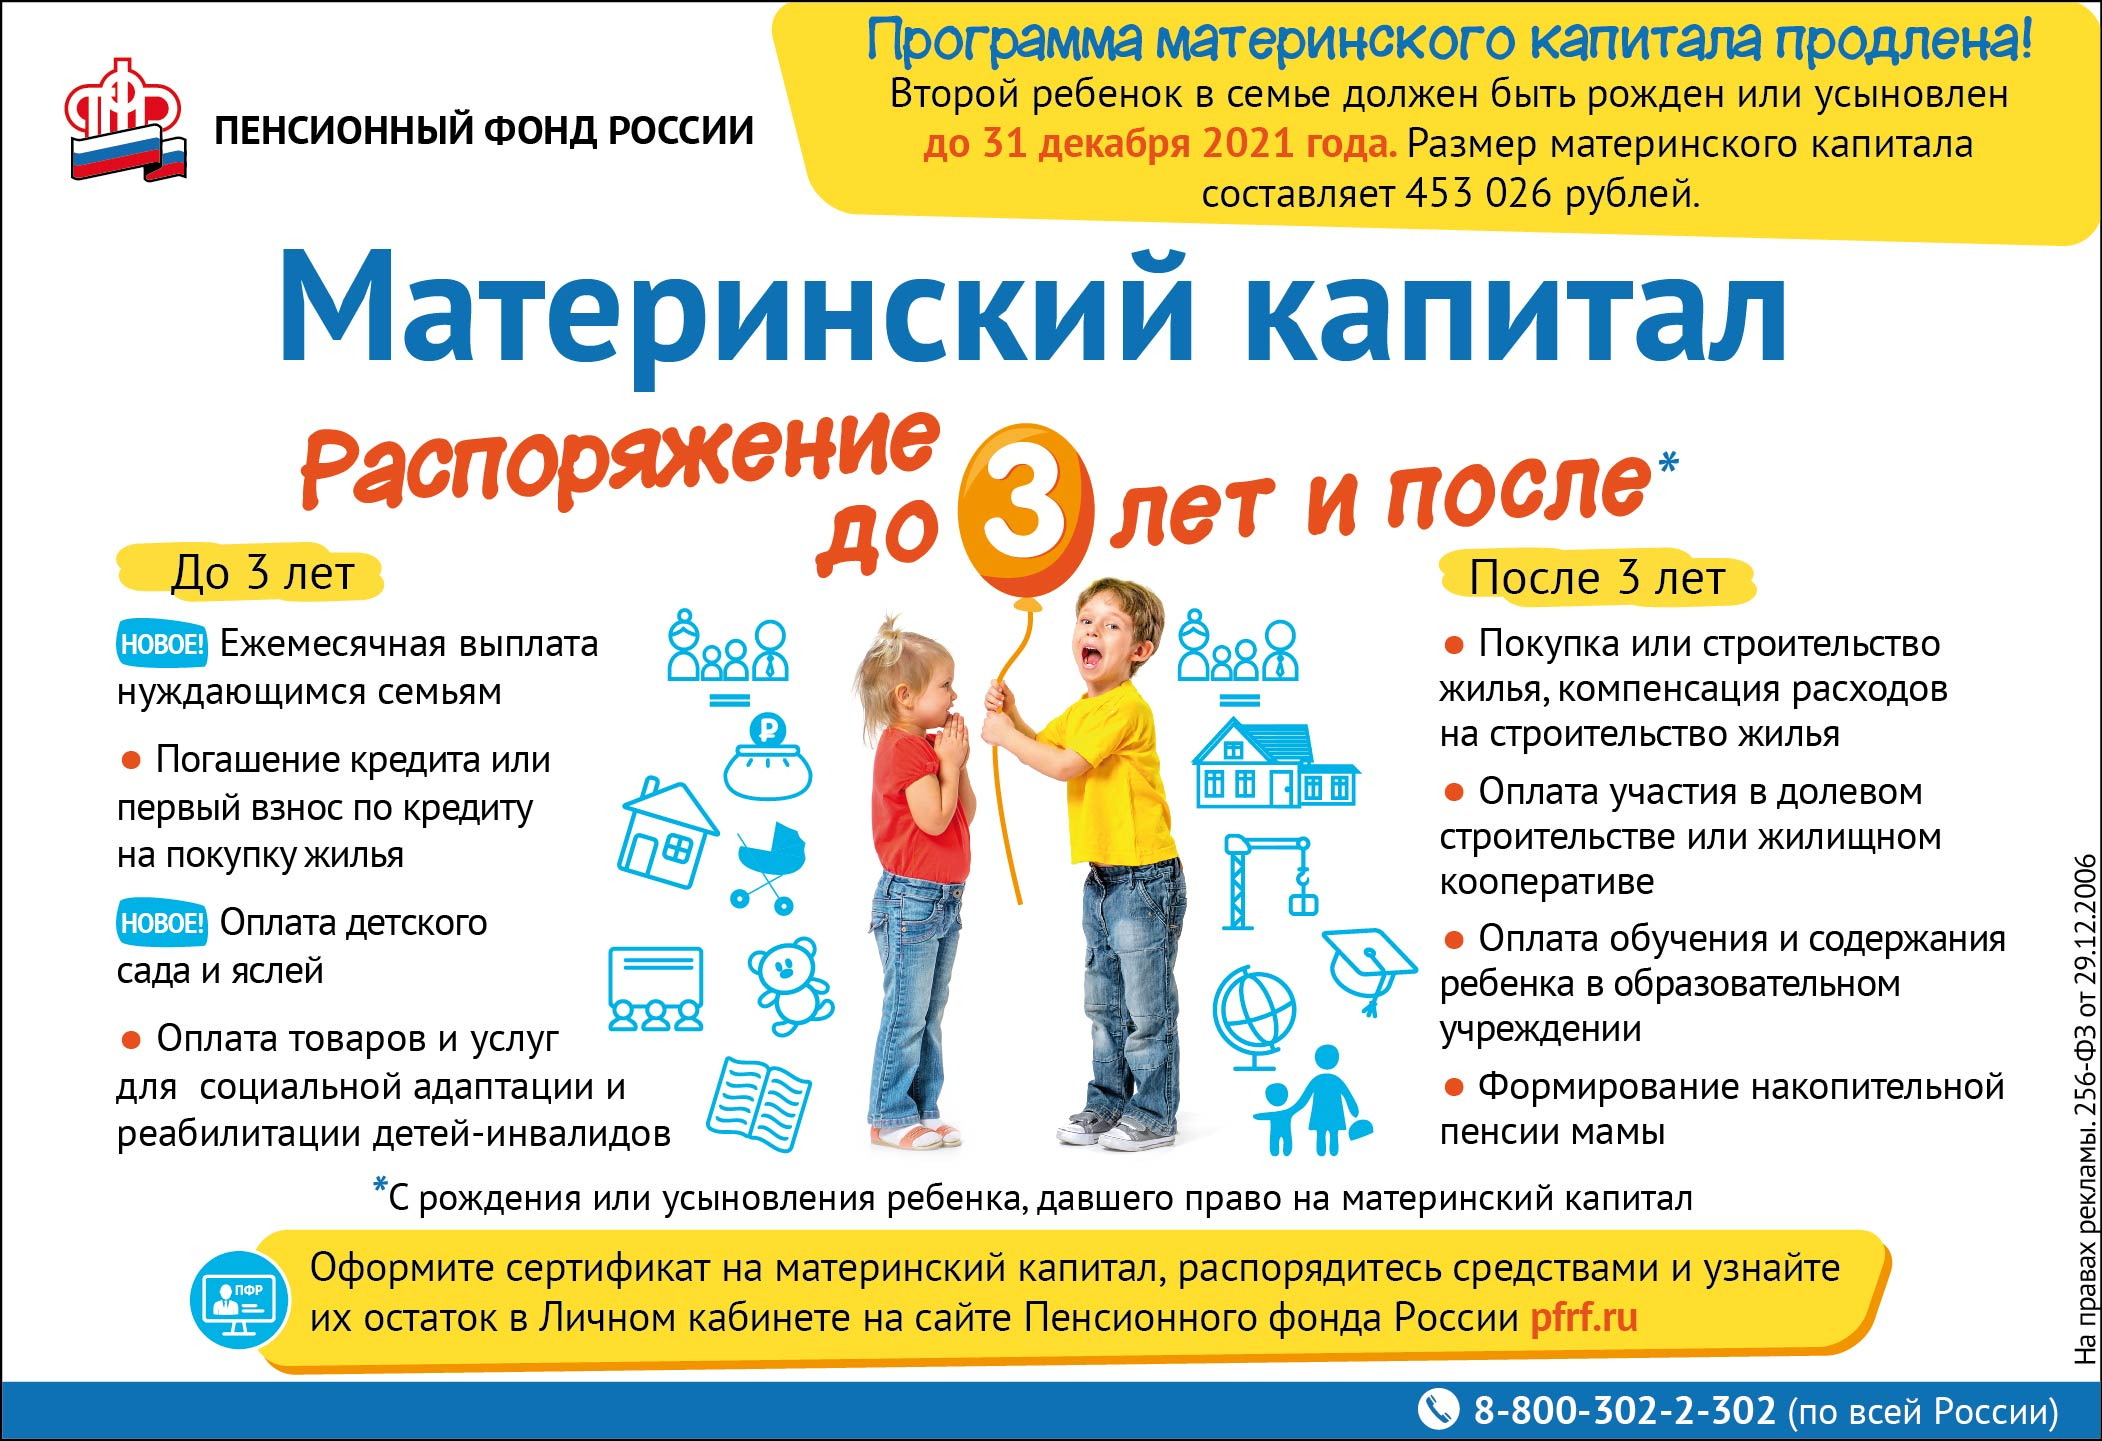 ПЕНСИОННЫЙ ФОНД РОССИИ
Программа материнского капитала продлена!
Второй ребенок в семье должен быть рожден или усыновлен
до 31 декабря 2021 года. Размер материнского капитала
составляет 453 026 рублей.
Материнский капитал
Распоряжение
до 3 лет и после*
До 3 лет
НОВОЕ! Ежемесячная выплата
нуждающимся семьям
• Погашение кредита или
первый взнос по кредиту
на покупку жилья
НОВОЕ! Оплата детского
сада и яслей
• Оплата товаров и услуг
для социальной адаптации и
реабилитации детей-инвалидов
После 3 лет
• Покупка или строительство
жилья, компенсация расходов
на строительство жилья
• Оплата участия в долевом
строительстве или жилищном
кооперативе
• Оплата обучения и содержания
ребенка в образовательном
учреждении
• Формирование накопительной
пенсии мамы
*С рождения или усыновления ребенка, давшего право на материнский капитал
ПФР
Оформите сертификат на материнский капитал, распорядитесь средствами и узнайте
их остаток в Личном кабинете на сайте Пенсионного фонда России pfrf.ru
8-800-302-2-302 (по всей России)
На правах рекламы. 256-ФЗ от 29.12.2006